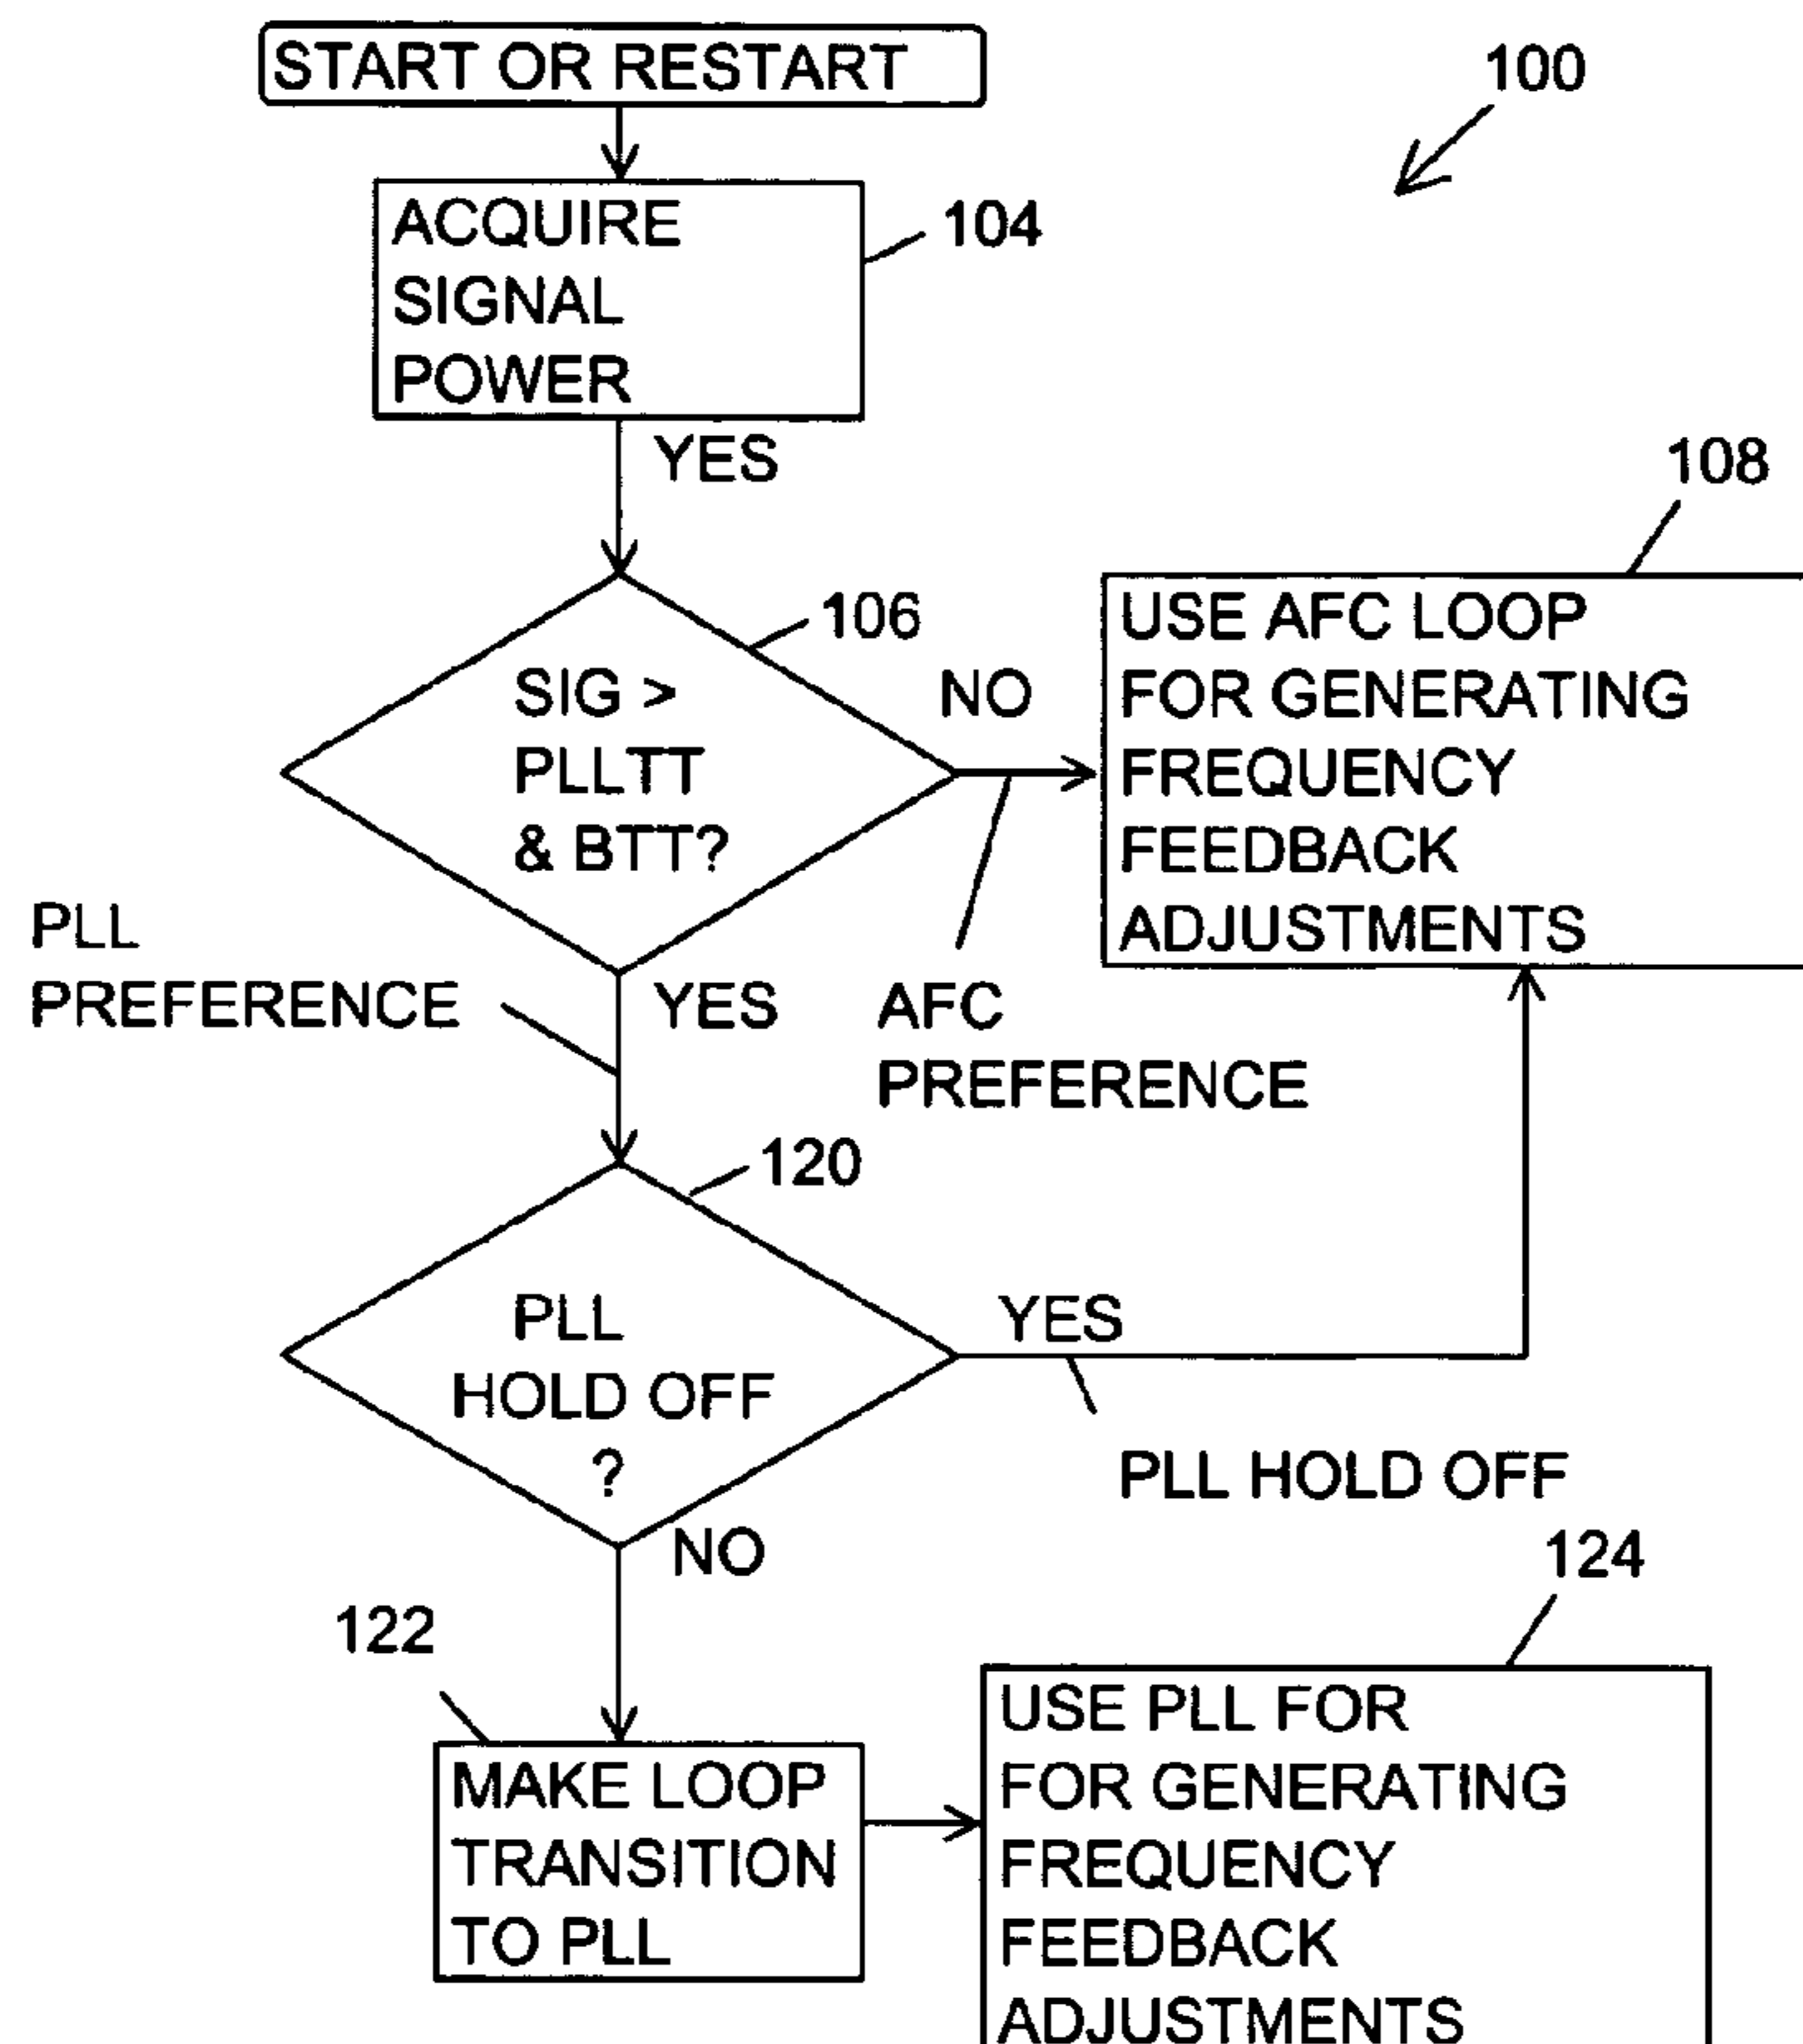 START OR RESTART
100
ACQUIRE
SIGNAL
POWER
104
YES
108
106
SIG >
PLLTT
& BTT?
NO
USE AFC LOOP
FOR GENERATING
FREQUENCY
FEEDBACK
ADJUSTMENTS
PLL
PREFERENCE
YES
AFC
PREFERENCE
120
PLL
HOLD OFF
?
YES
PLL HOLD OFF
NO
124
122
MAKE LOOP
TRANSITION
TO PLL
USE PLL FOR
FOR GENERATING
FREQUENCY
FEEDBACK
ADJUSTMENTS